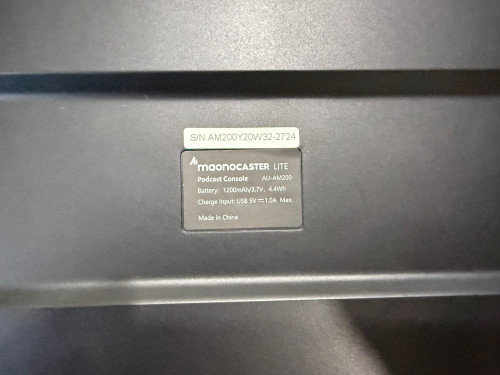 S/N:AM200Y20W32-2724
maonocaster LITE
Podcast Console AU-AM200
Battery: 1200mAh/3.7V, 4.4Wh
Charge Input: USB 5V⎓1.0A Max.
Made in China